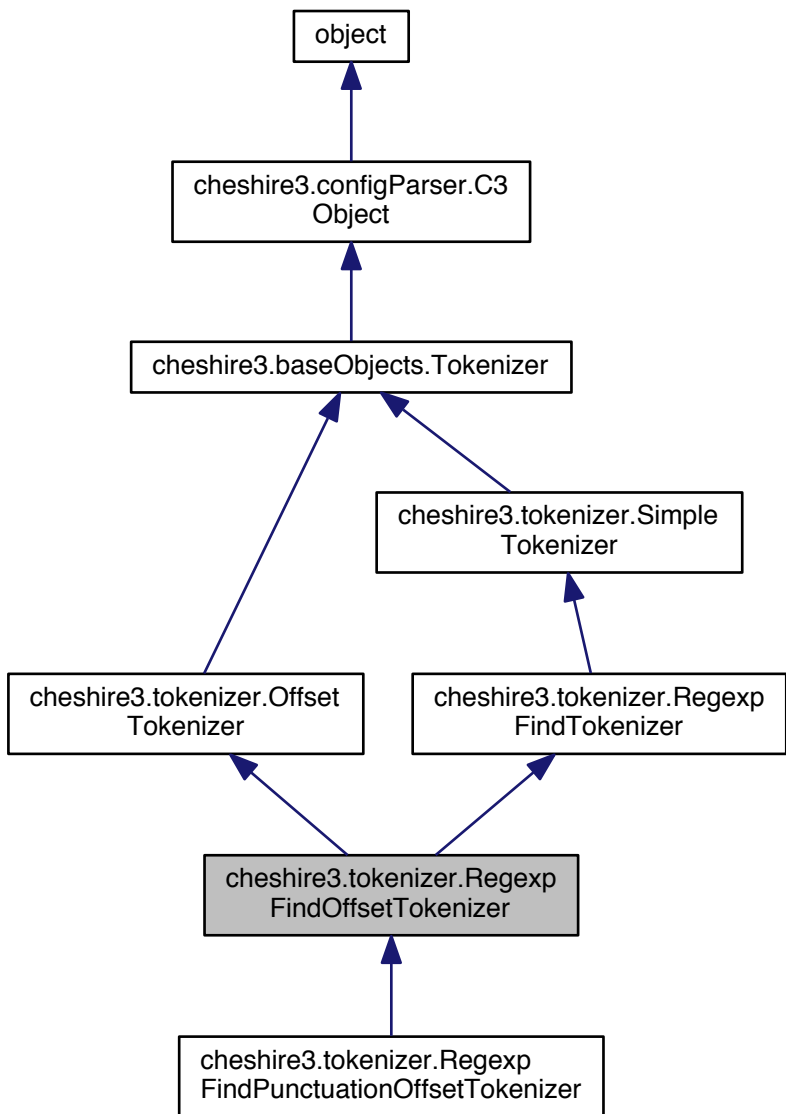 object
cheshire3.configParser.C3
Object
cheshire3.baseObjects.Tokenizer
cheshire3.tokenizer.Simple
Tokenizer
cheshire3.tokenizer.Offset
Tokenizer
cheshire3.tokenizer.Regexp
FindTokenizer
cheshire3.tokenizer.Regexp
FindOffsetTokenizer
cheshire3.tokenizer.Regexp
FindPunctuationOffsetTokenizer